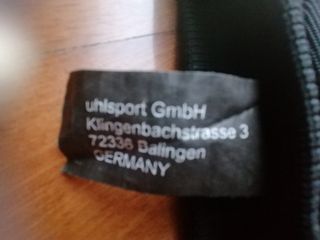 uhlsport GmbH
Klingenbachstrasse 3
72336 Balingen
GERMANY